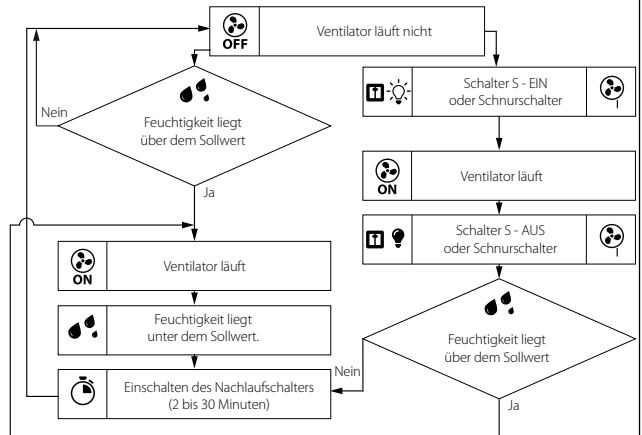 OFF
Ventilator läuft nicht
Nein
Feuchtigkeit liegt
über dem Sollwert
Ja
ON
Ventilator läuft
Feuchtigkeit liegt
unter dem Sollwert.
Einschalten des Nachlaufschalters
(2 bis 30 Minuten)
Schalter S - EIN
oder Schnurschalter
ON
Ventilator läuft
Schalter S - AUS
oder Schnurschalter
Feuchtigkeit liegt
über dem Sollwert
Nein
Ja